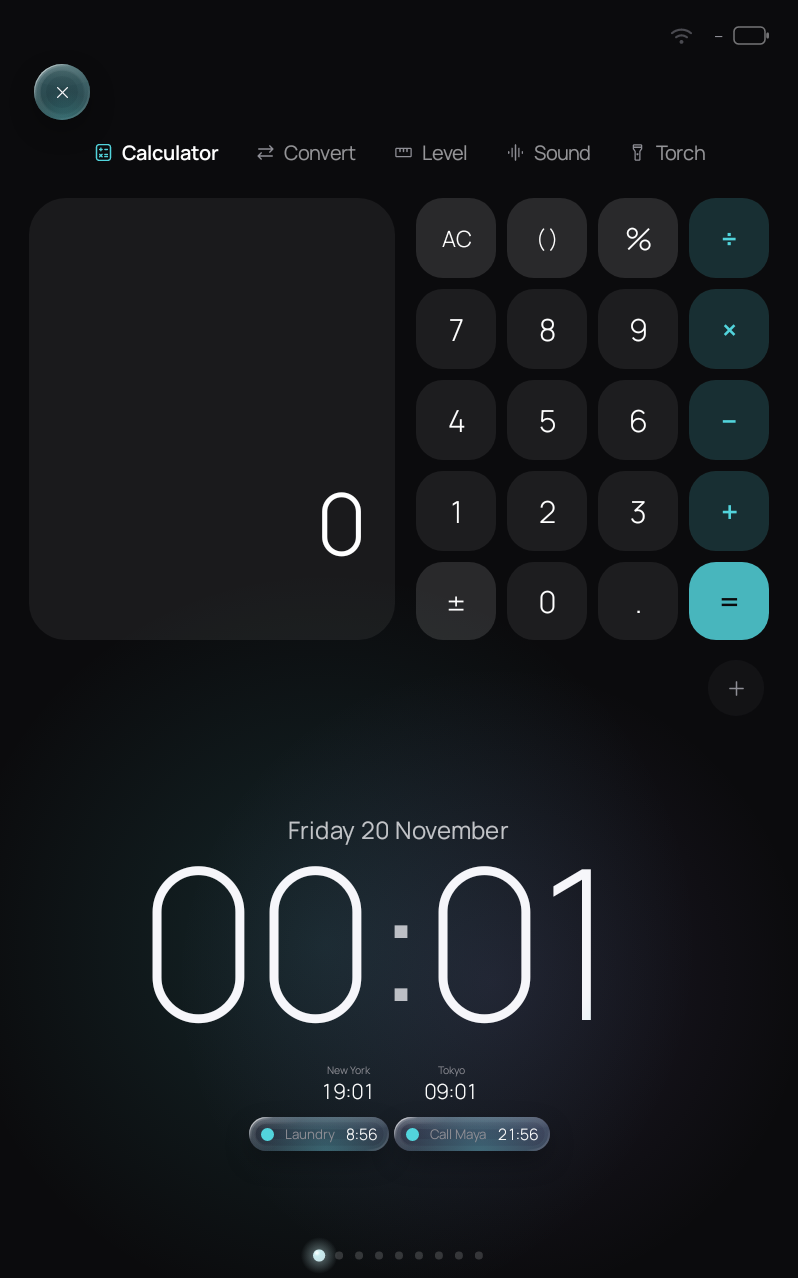 Calculator Convert Level Sound Torch
AC ( ) % ÷
7 8 9 ×
4 5 6 −
0
1 2 3 +
± 0 . =
+
Friday 20 November
00:01
New York Tokyo
19:01 09:01
Laundry 8:56 Call Maya 21:56